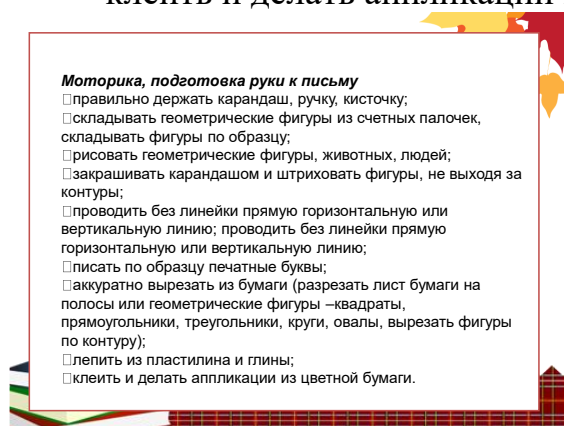 клеить и делать аппликации
Моторика, подготовка руки к письму
правильно держать карандаш, ручку, кисточку;
складывать геометрические фигуры из счетных палочек,
складывать фигуры по образцу;
рисовать геометрические фигуры, животных, людей;
закрашивать карандашом и штриховать фигуры, не выходя за
контуры;
проводить без линейки прямую горизонтальную или
вертикальную линию; проводить без линейки прямую
горизонтальную или вертикальную линию;
писать по образцу печатные буквы;
аккуратно вырезать из бумаги (разрезать лист бумаги на
полосы или геометрические фигуры –квадраты,
прямоугольники, треугольники, круги, овалы, вырезать фигуры
по контуру);
лепить из пластилина и глины;
клеить и делать аппликации из цветной бумаги.